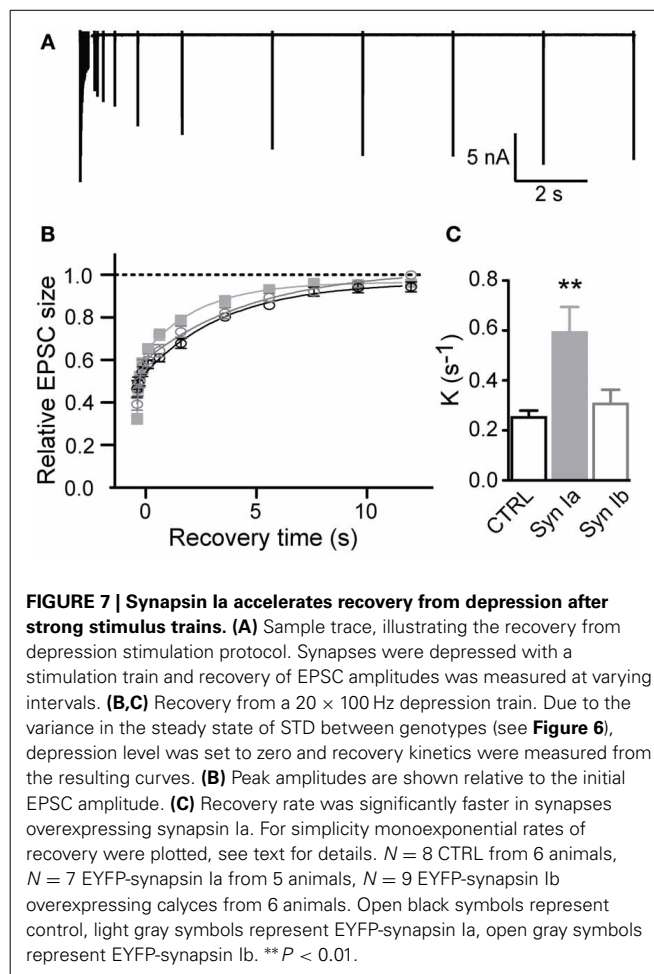 A
5 nA
2 s
B
C
Relative EPSC size
1.0
0.8
0.6
0.4
0.2
0.0
0
5
10
Recovery time (s)
K (s-1)
0.8
0.6
0.4
0.2
0.0
**
CTRL
Syn Ia
Syn Ib
FIGURE 7 | Synapsin Ia accelerates recovery from depression after
strong stimulus trains. (A) Sample trace, illustrating the recovery from
depression stimulation protocol. Synapses were depressed with a
stimulation train and recovery of EPSC amplitudes was measured at varying
intervals. (B,C) Recovery from a 20 × 100 Hz depression train. Due to the
variance in the steady state of STD between genotypes (see Figure 6),
depression level was set to zero and recovery kinetics were measured from
the resulting curves. (B) Peak amplitudes are shown relative to the initial
EPSC amplitude. (C) Recovery rate was significantly faster in synapses
overexpressing synapsin Ia. For simplicity monoexponential rates of
recovery were plotted, see text for details. N = 8 CTRL from 6 animals,
N = 7 EYFP-synapsin Ia from 5 animals, N = 9 EYFP-synapsin Ib
overexpressing calyces from 6 animals. Open black symbols represent
control, light gray symbols represent EYFP-synapsin Ia, open gray symbols
represent EYFP-synapsin Ib. **P < 0.01.